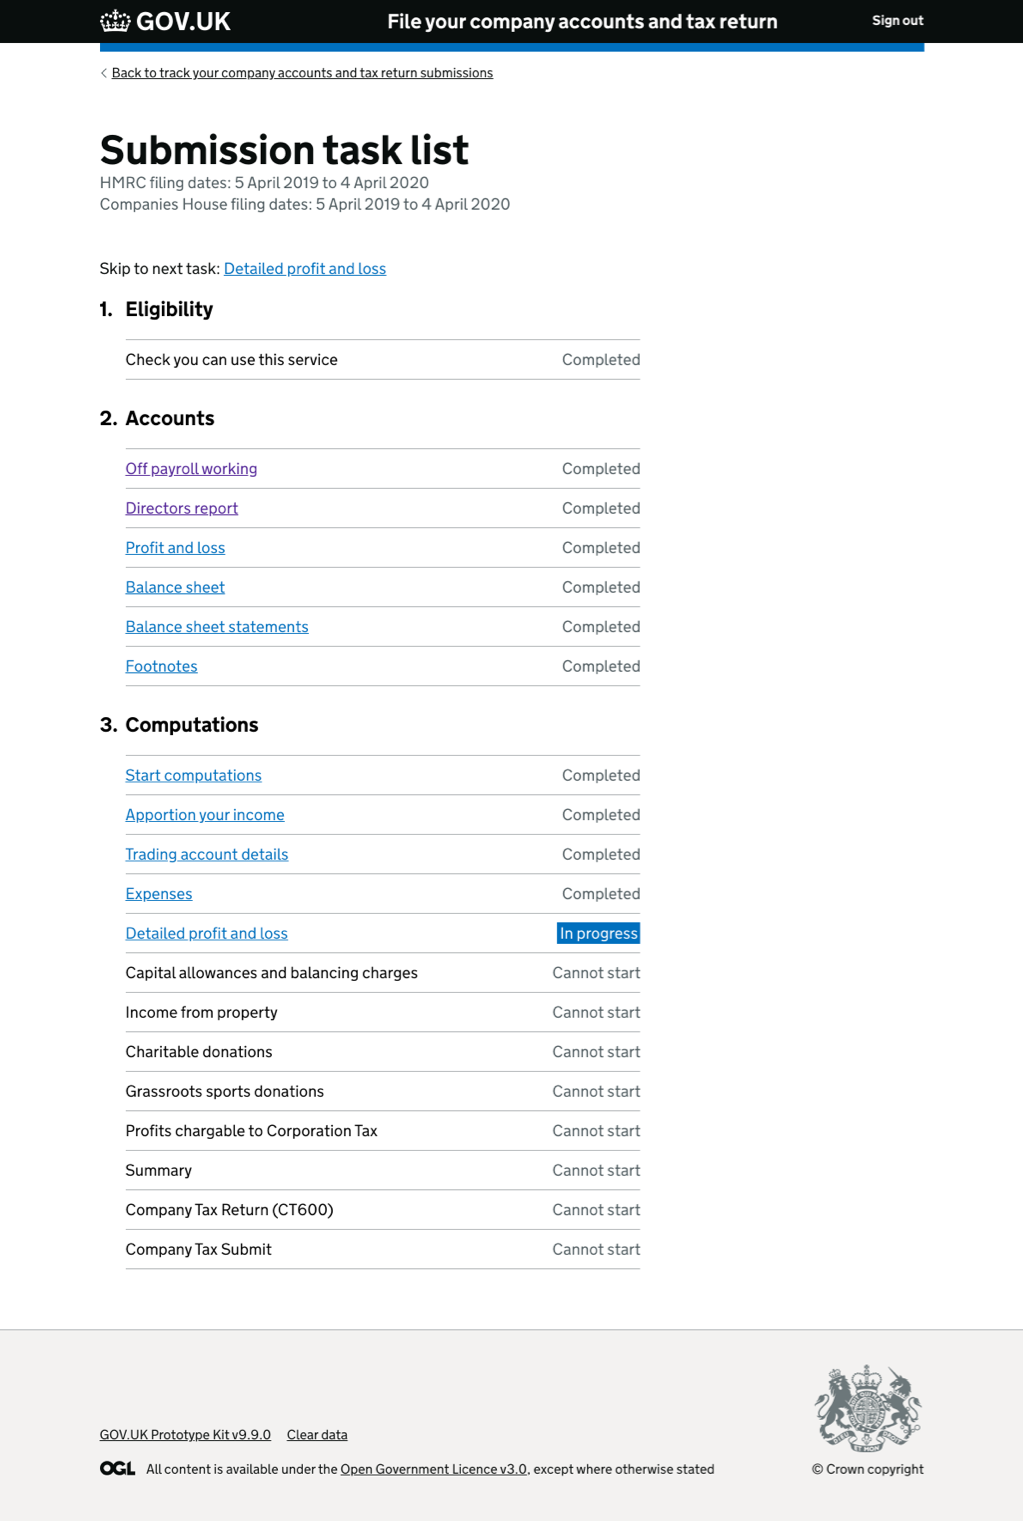 GOV.UK File your company accounts and tax return Sign out
Back to track your company accounts and tax return submissions
Submission task list
HMRC filing dates: 5 April 2019 to 4 April 2020
Companies House filing dates: 5 April 2019 to 4 April 2020
Skip to next task: Detailed profit and loss
1. Eligibility
Check you can use this service Completed
2. Accounts
Off payroll working Completed
Directors report Completed
Profit and loss Completed
Balance sheet Completed
Balance sheet statements Completed
Footnotes Completed
3. Computations
Start computations Completed
Apportion your income Completed
Trading account details Completed
Expenses Completed
Detailed profit and loss In progress
Capital allowances and balancing charges Cannot start
Income from property Cannot start
Charitable donations Cannot start
Grassroots sports donations Cannot start
Profits chargable to Corporation Tax Cannot start
Summary Cannot start
Company Tax Return (CT600) Cannot start
Company Tax Submit Cannot start
GOV.UK Prototype Kit v9.9.0 Clear data
OGL All content is available under the Open Government Licence v3.0, except where otherwise stated © Crown copyright